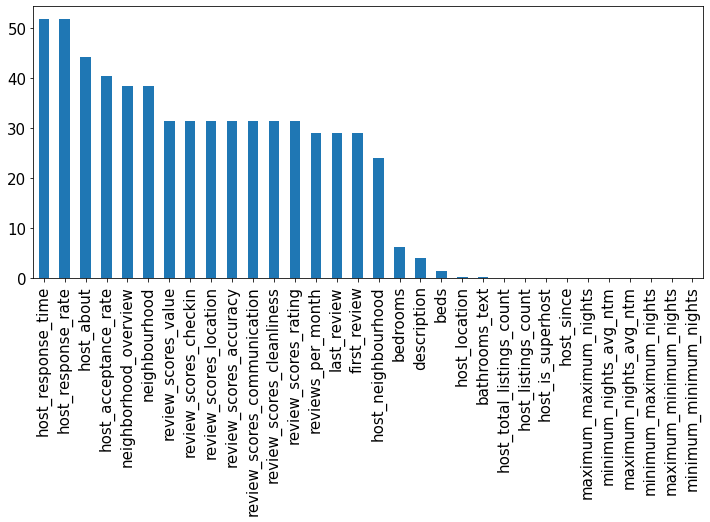 50
40
30
20
10
0
host_response_time
host_response_rate
host_about
host_acceptance_rate
neighborhood_overview
neighbourhood
review_scores_value
review_scores_checkin
review_scores_location
review_scores_accuracy
review_scores_communication
review_scores_cleanliness
review_scores_rating
reviews_per_month
last_review
first_review
host_neighbourhood
bedrooms
description
beds
host_location
bathrooms_text
host_total_listings_count
host_listings_count
host_is_superhost
host_since
maximum_maximum_nights
minimum_nights_avg_ntm
maximum_nights_avg_ntm
minimum_maximum_nights
maximum_minimum_nights
minimum_minimum_nights